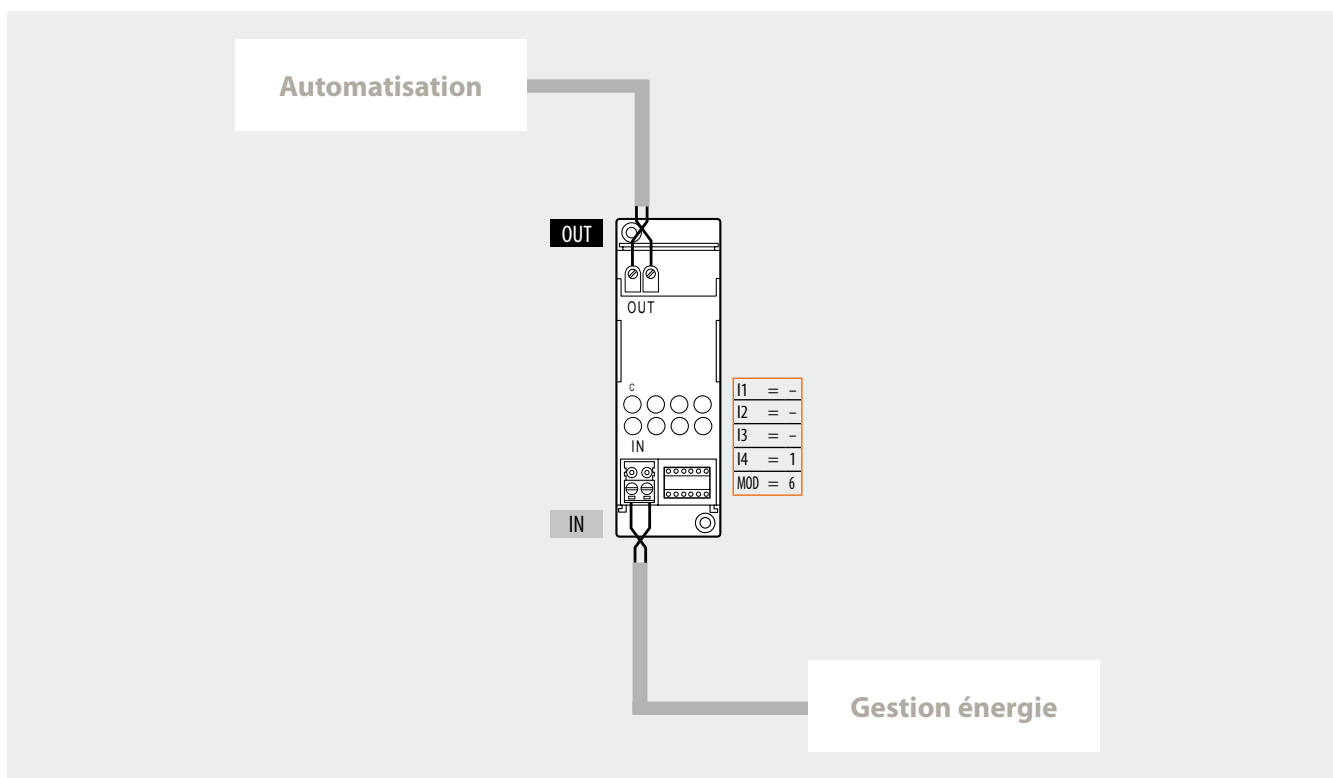 Automatisation
OUT
OUT
C
I1 = –
I2 = –
I3 = –
I4 = 1
MOD = 6
IN
IN
Gestion énergie